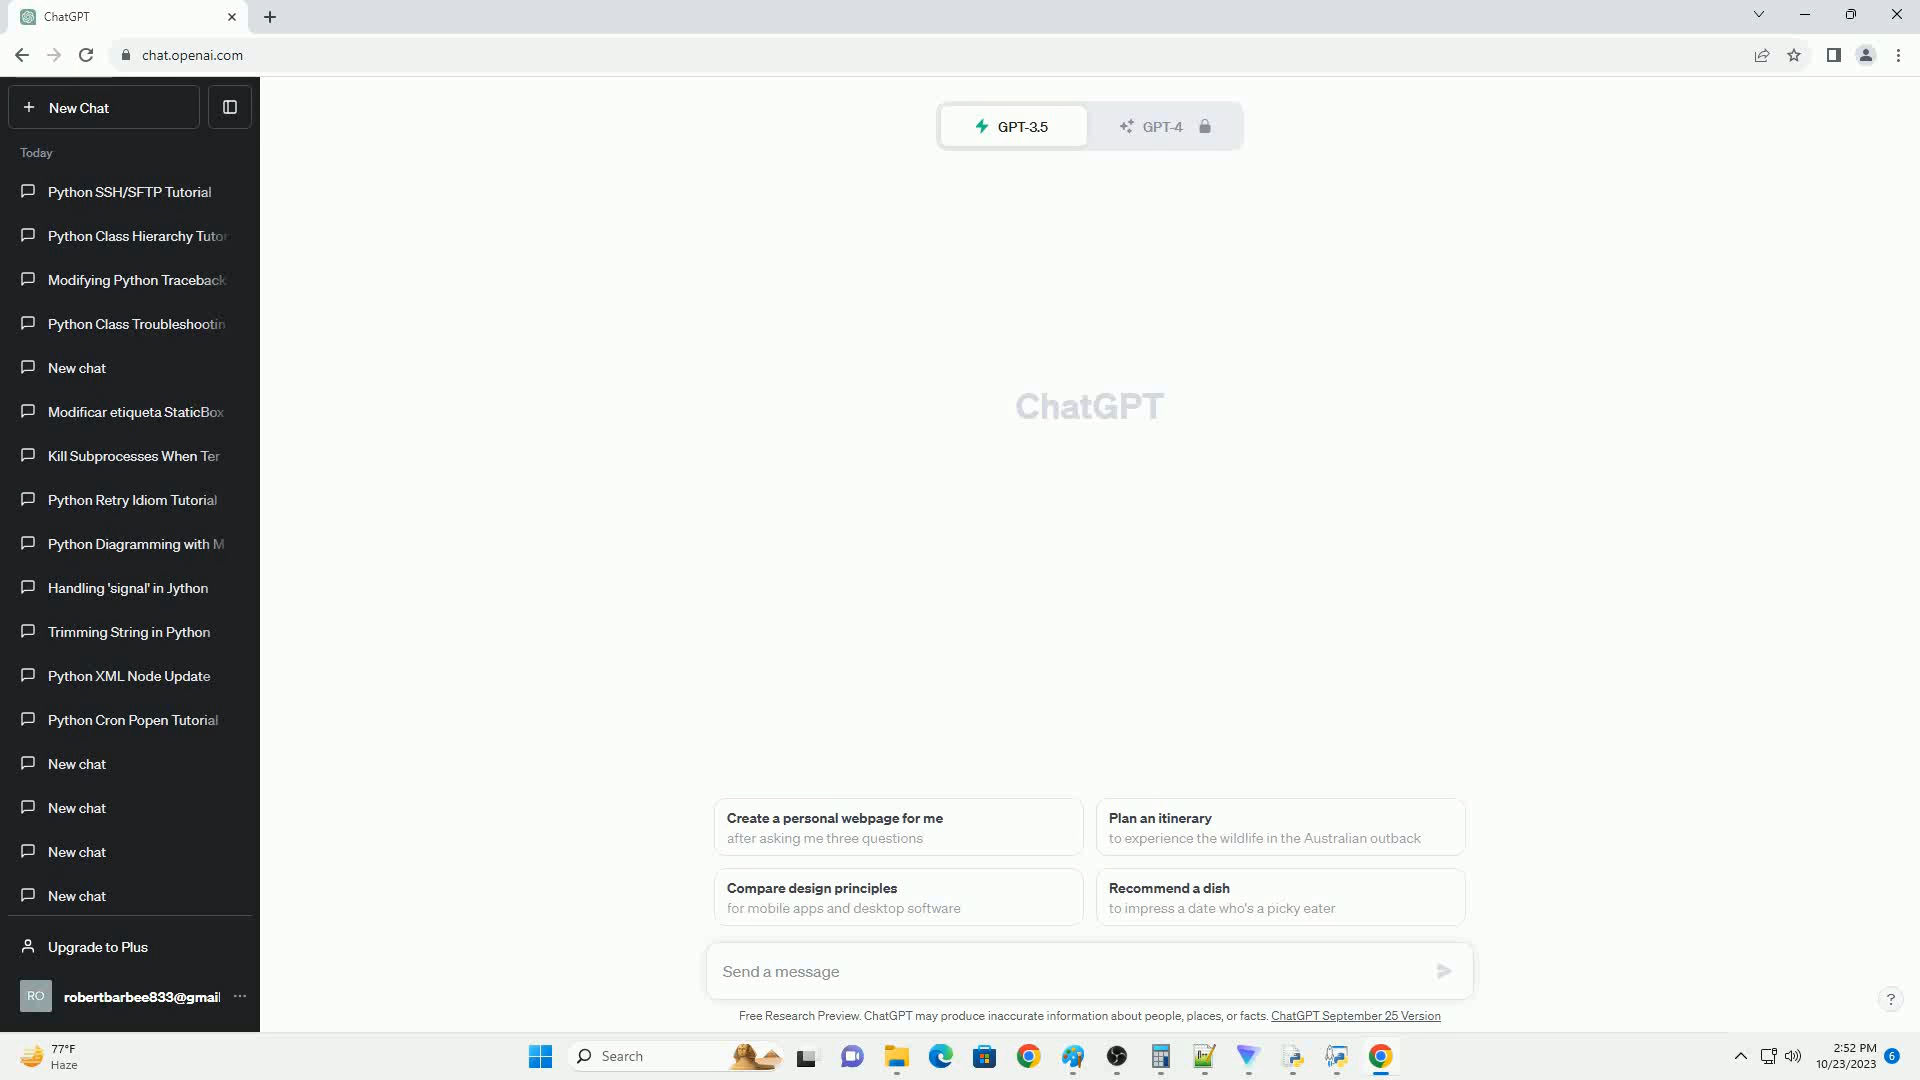 ChatGPT
chat.openai.com
New Chat
Today
Python SSH/SFTP Tutorial
Python Class Hierarchy Tutor
Modifying Python Traceback
Python Class Troubleshootin
New chat
Modificar etiqueta StaticBox
Kill Subprocesses When Ter
Python Retry Idiom Tutorial
Python Diagramming with M
Handling 'signal' in Jython
Trimming String in Python
Python XML Node Update
Python Cron Popen Tutorial
New chat
New chat
New chat
New chat
Upgrade to Plus
RO
robertbarbee833@gmail
GPT-3.5
GPT-4
ChatGPT
Create a personal webpage for me
after asking me three questions
Plan an itinerary
to experience the wildlife in the Australian outback
Compare design principles
for mobile apps and desktop software
Recommend a dish
to impress a date who's a picky eater
Send a message
Free Research Preview. ChatGPT may produce inaccurate information about people, places, or facts. ChatGPT September 25 Version
?
77°F
Haze
Search
2:52 PM
10/23/2023
6